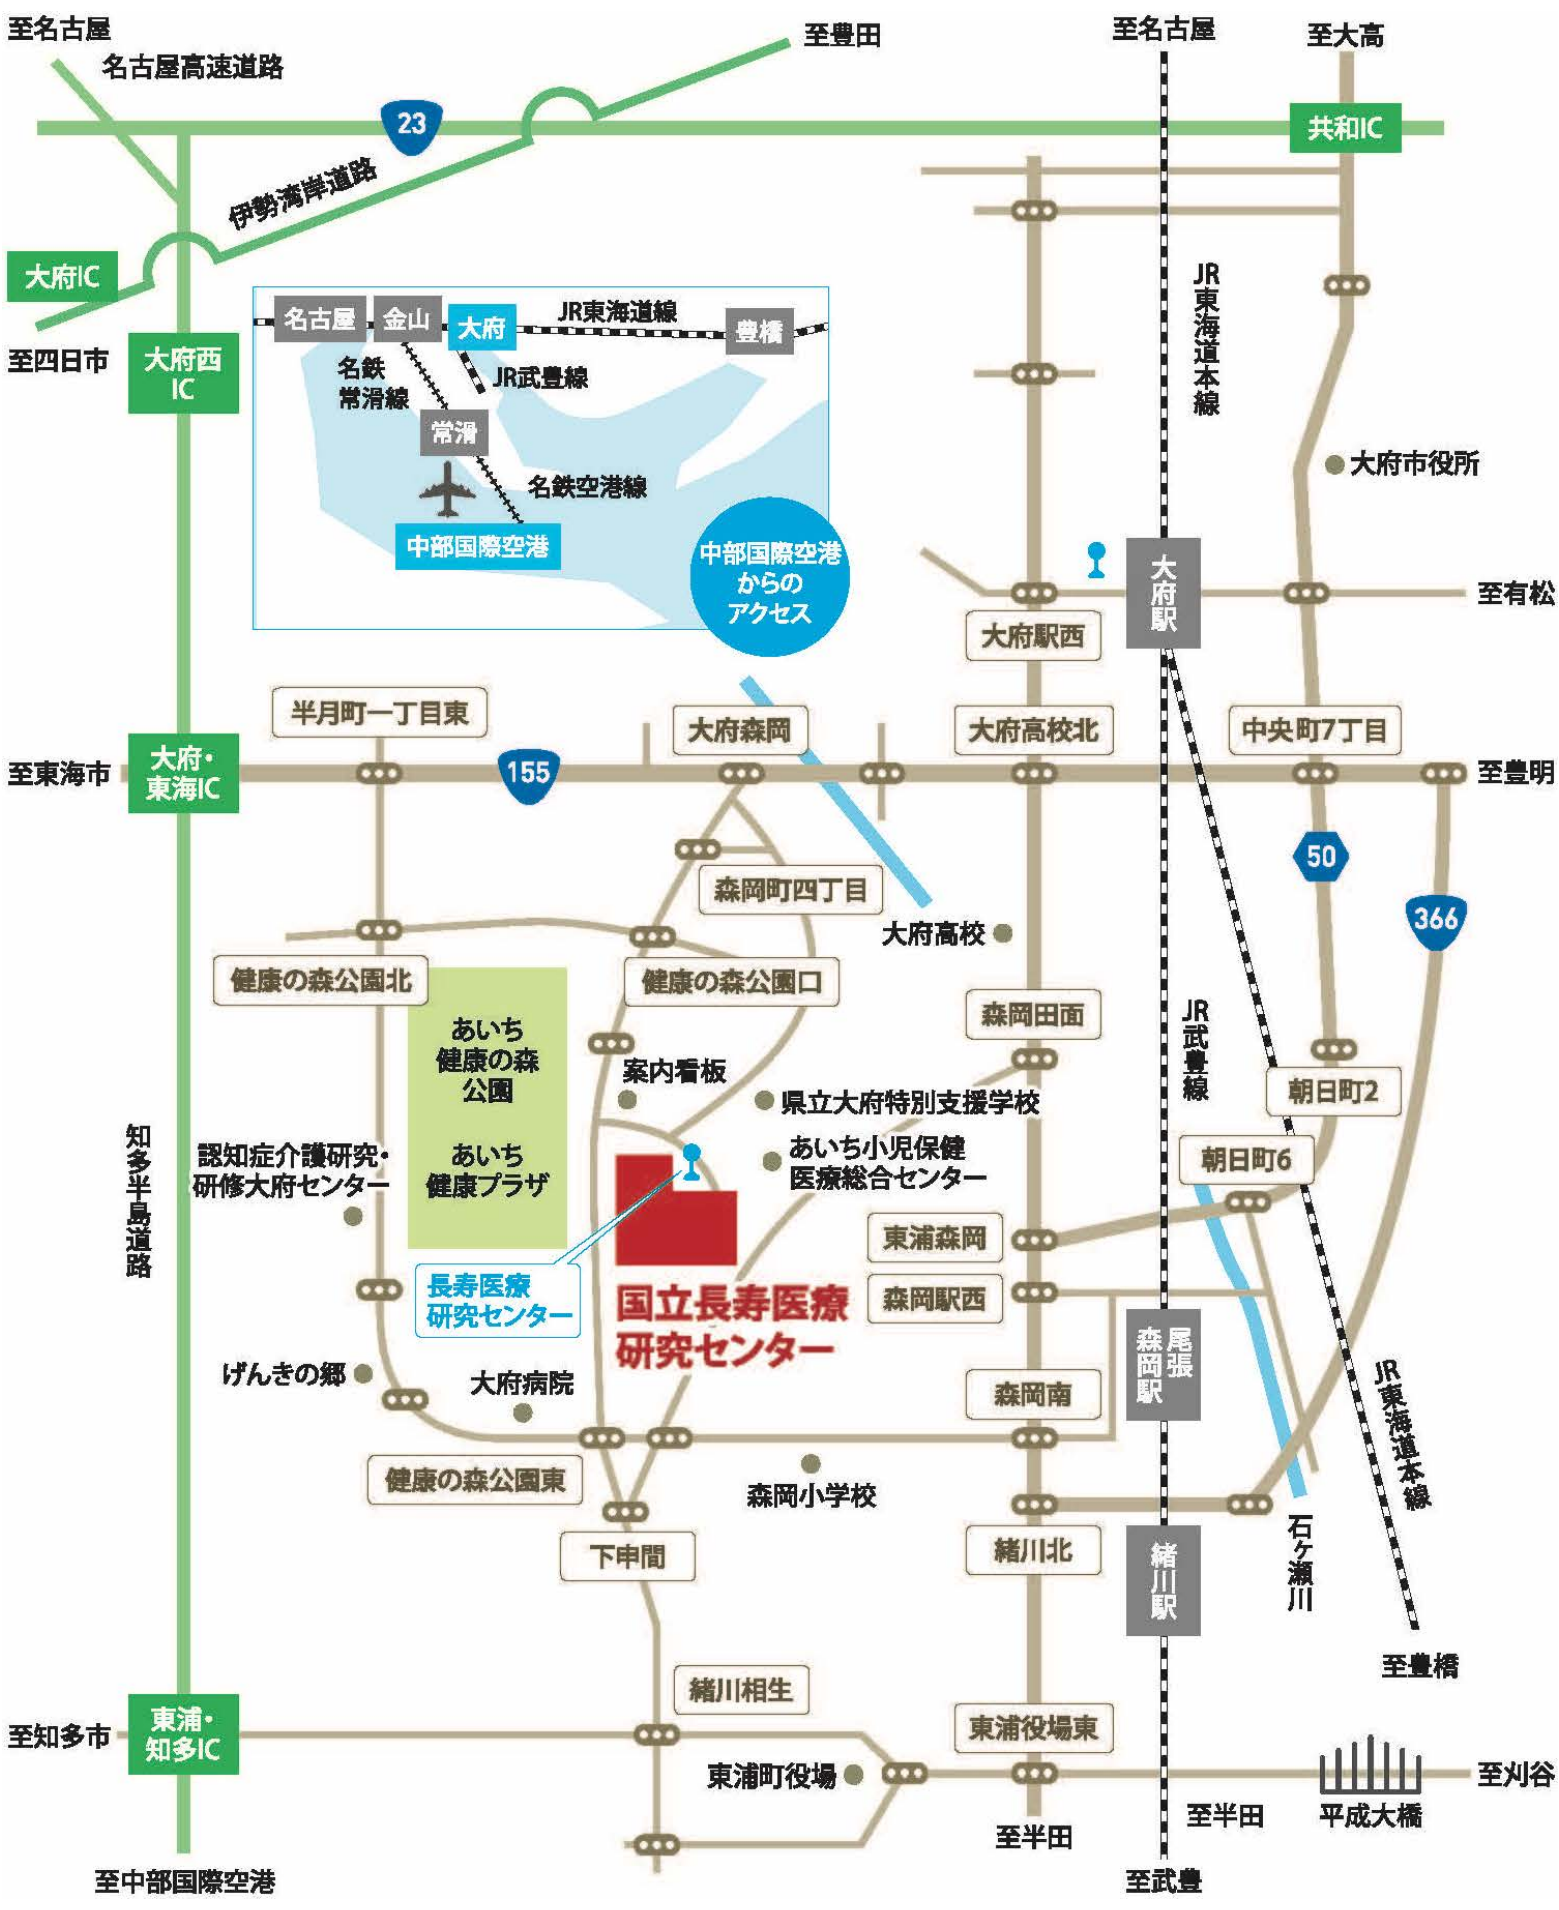 至名古屋
名古屋高速道路
至豊田
至名古屋
至大高
23
共和IC
伊勢湾岸道路
大府IC
至四日市
大府西
IC
名古屋
金山
大府
JR東海道線
豊橋
名鉄
常滑線
JR武豊線
常滑
名鉄空港線
中部国際空港
中部国際空港
からの
アクセス
JR東海道本線
大府市役所
大府駅
至有松
大府駅西
半月町一丁目東
大府森岡
大府高校北
中央町7丁目
至東海市
大府・
東海IC
155
至豊明
50
366
森岡町四丁目
大府高校
健康の森公園北
健康の森公園口
森岡田面
あいち
健康の森
公園
あいち
健康プラザ
案内看板
県立大府特別支援学校
あいち小児保健
医療総合センター
JR武豊線
朝日町2
朝日町6
知多半島道路
認知症介護研究・
研修大府センター
東浦森岡
森岡駅西
長寿医療
研究センター
国立長寿医療
研究センター
尾張
森岡駅
げんきの郷
大府病院
森岡南
JR東海道本線
健康の森公園東
森岡小学校
下申間
緒川北
緒川駅
石ヶ瀬川
至豊橋
緒川相生
東浦役場東
至知多市
東浦・
知多IC
東浦町役場
至刈谷
平成大橋
至半田
至半田
至中部国際空港
至武豊